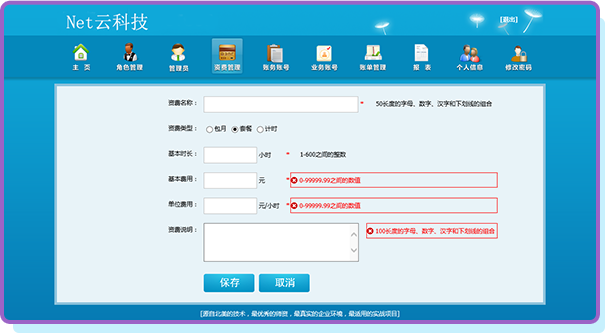 Net云科技
[退出]
主 页 角色管理 管理员 资费管理 账务账号 业务账号 账单管理 报 表 个人信息 修改密码
资费名称： * 50长度的字母、数字、汉字和下划线的组合
资费类型： 包月 套餐 计时
基本时长： 小时 * 1-600之间的整数
基本费用： 元 * 0-99999.99之间的数值
单位费用： 元/小时 * 0-99999.99之间的数值
资费说明： 100长度的字母、数字、汉字和下划线的组合
保存 取消
[源自北美的技术，最优秀的师资，最真实的企业环境，最适用的实战项目]